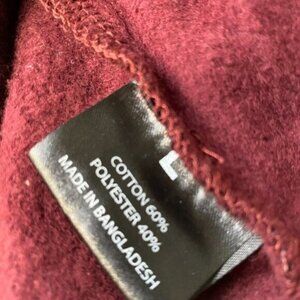 L
COTTON 60%
POLYESTER 40%
MADE IN BANGLADESH